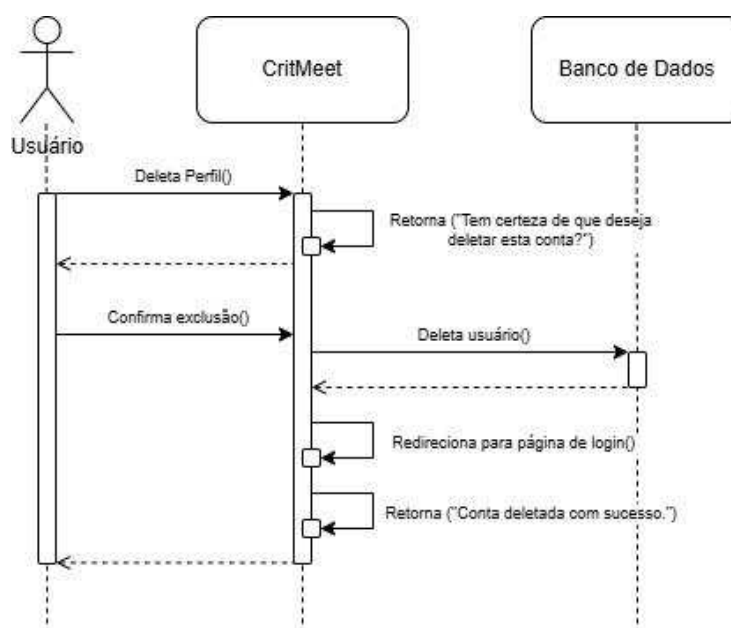 CritMeet
Banco de Dados
Usuário
Deleta Perfil()
Retorna ("Tem certeza de que deseja
deletar esta conta?")
Confirma exclusão()
Deleta usuário()
Redireciona para página de login()
Retorna ("Conta deletada com sucesso.")